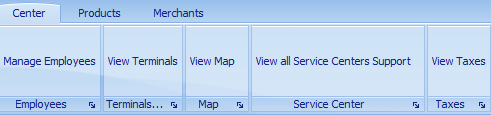 Center Products Merchants
Manage Employees View Terminals View Map View all Service Centers Support View Taxes
Employees Terminals... Map Service Center Taxes